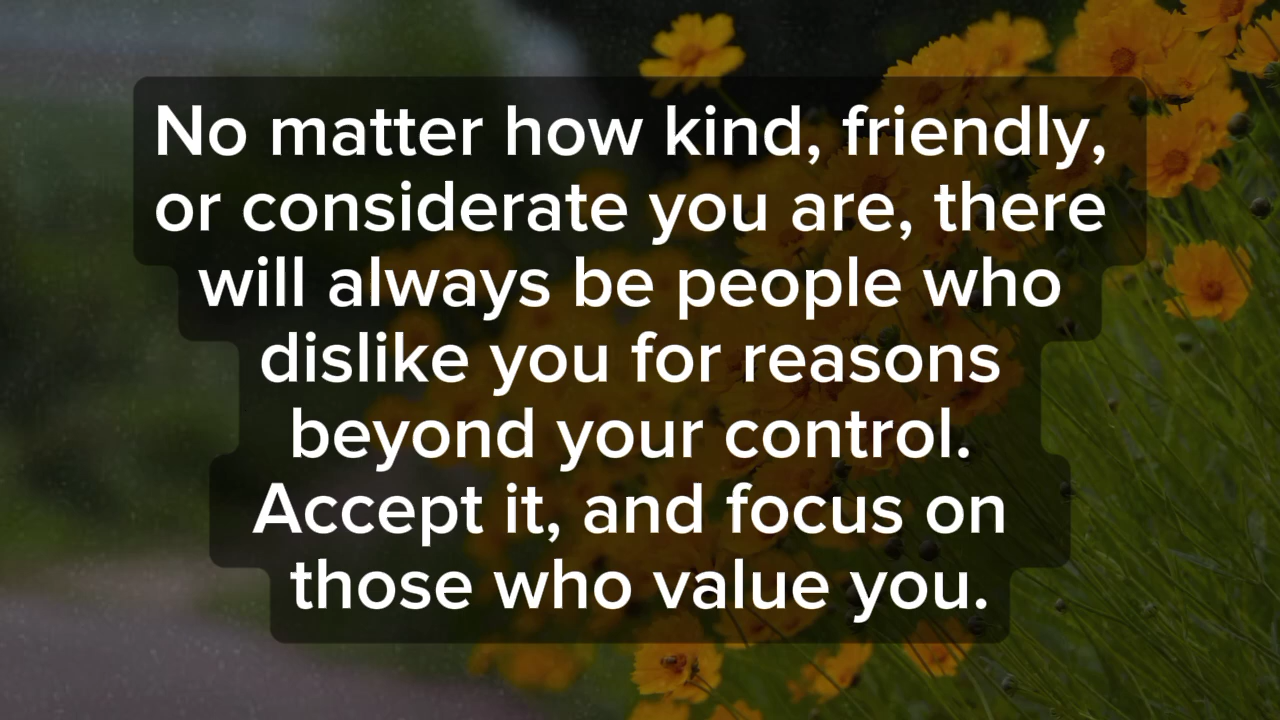 No matter how kind, friendly,
or considerate you are, there
will always be people who
dislike you for reasons
beyond your control.
Accept it, and focus on
those who value you.